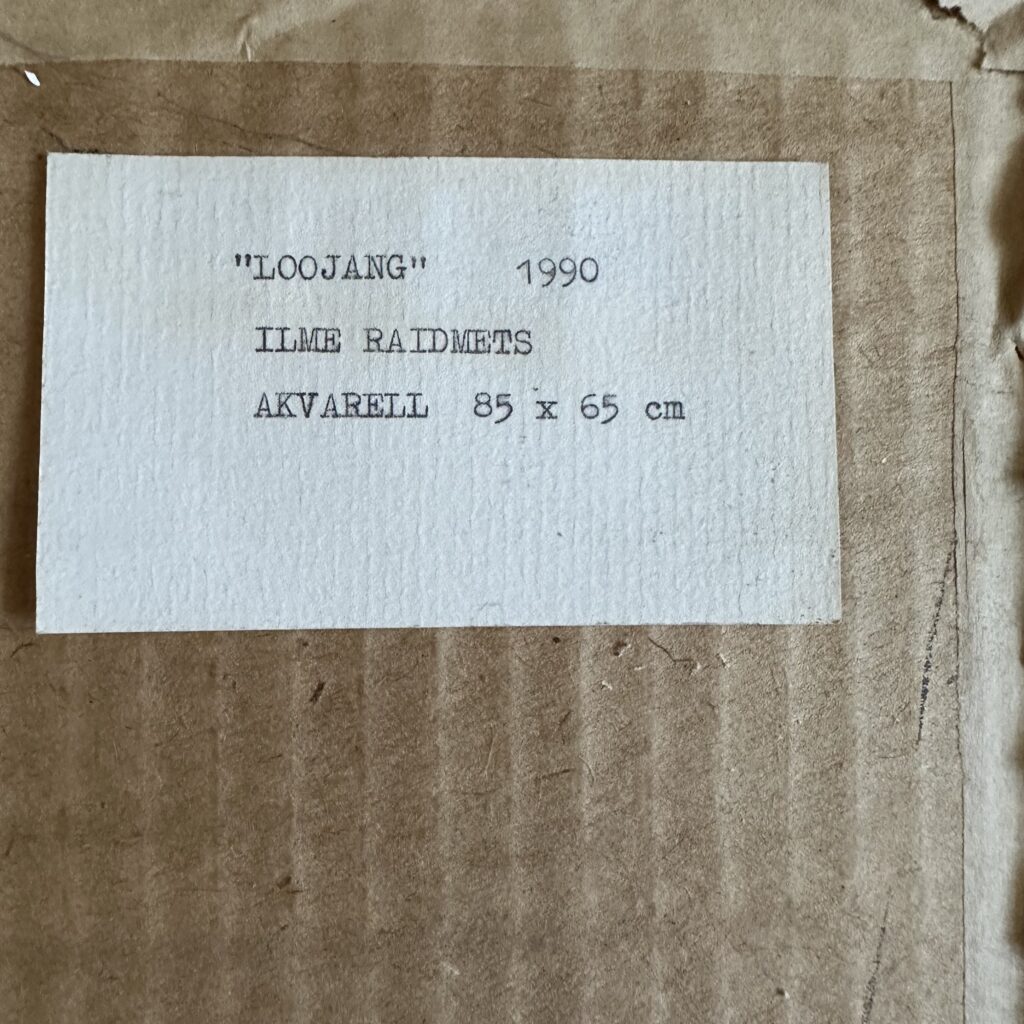 "LOOJANG" 1990
ILME RAIDMETS
AKVARELL 85 x 65 cm